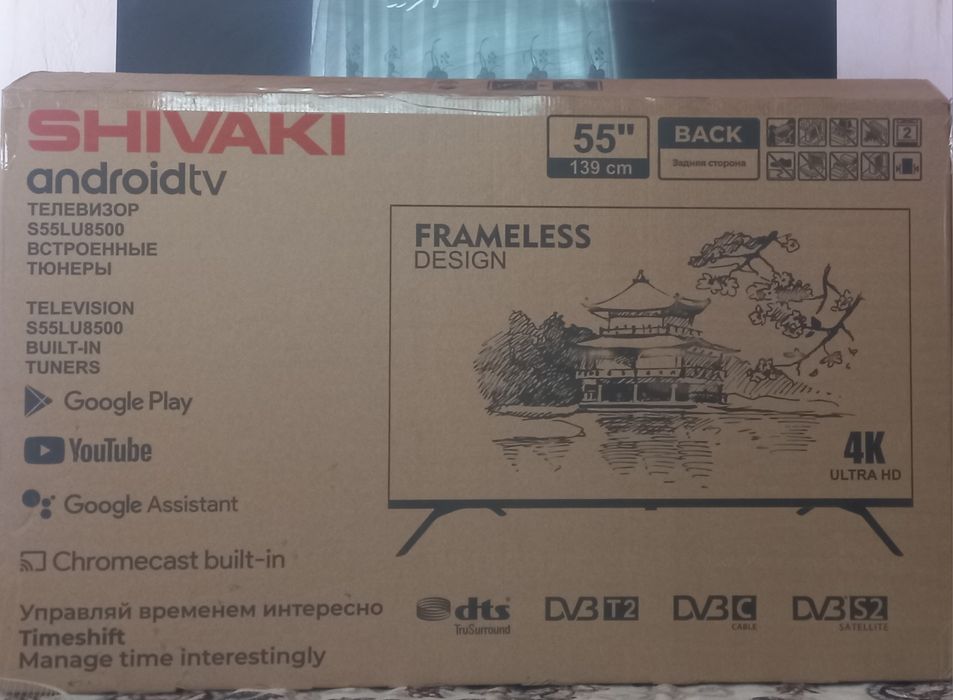 SHIVAKI
androidtv
ТЕЛЕВИЗОР
S55LU8500
ВСТРОЕННЫЕ
ТЮНЕРЫ
TELEVISION
S55LU8500
BUILT-IN
TUNERS
Google Play
YouTube
Google Assistant
Chromecast built-in
Управляй временем интересно
Timeshift
Manage time interestingly
55"
139 cm
BACK
Задняя сторона
2
FRAMELESS
DESIGN
4K
ULTRA HD
dts
TruSurround
DVB T2
DVB C
CABLE
DVB S2
SATELLITE